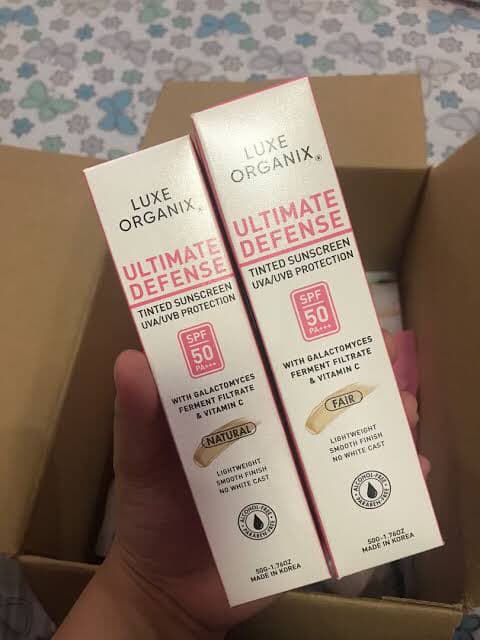 LUXE
ORGANIX®
ULTIMATE
DEFENSE
TINTED SUNSCREEN
UVA/UVB PROTECTION
SPF
50
PA+++
WITH GALACTOMYCES
FERMENT FILTRATE
& VITAMIN C
NATURAL
LIGHTWEIGHT
SMOOTH FINISH
NO WHITE CAST
ALCOHOL-FREE
PARABEN-FREE
50G-1.76OZ
MADE IN KOREA
LUXE
ORGANIX®
ULTIMATE
DEFENSE
TINTED SUNSCREEN
UVA/UVB PROTECTION
SPF
50
PA+++
WITH GALACTOMYCES
FERMENT FILTRATE
& VITAMIN C
FAIR
LIGHTWEIGHT
SMOOTH FINISH
NO WHITE CAST
ALCOHOL-FREE
PARABEN-FREE
50G-1.76OZ
MADE IN KOREA